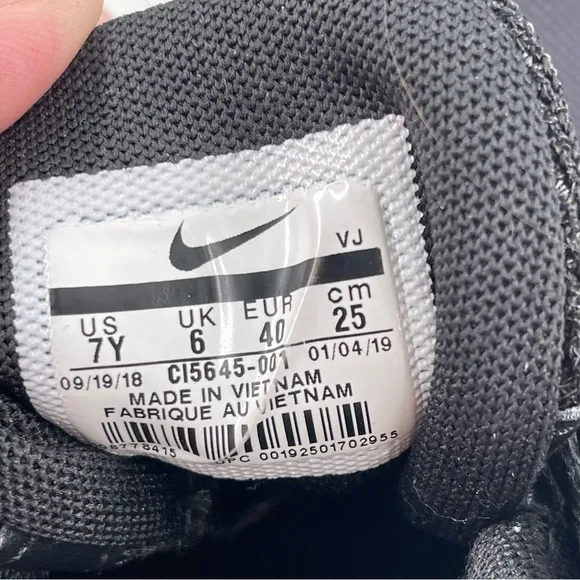 VJ
US UK EUR cm
7Y 6 40 25
09/19/18 CI5645-001 01/04/19
MADE IN VIETNAM
FABRIQUE AU VIETNAM
UPC 00192501702955